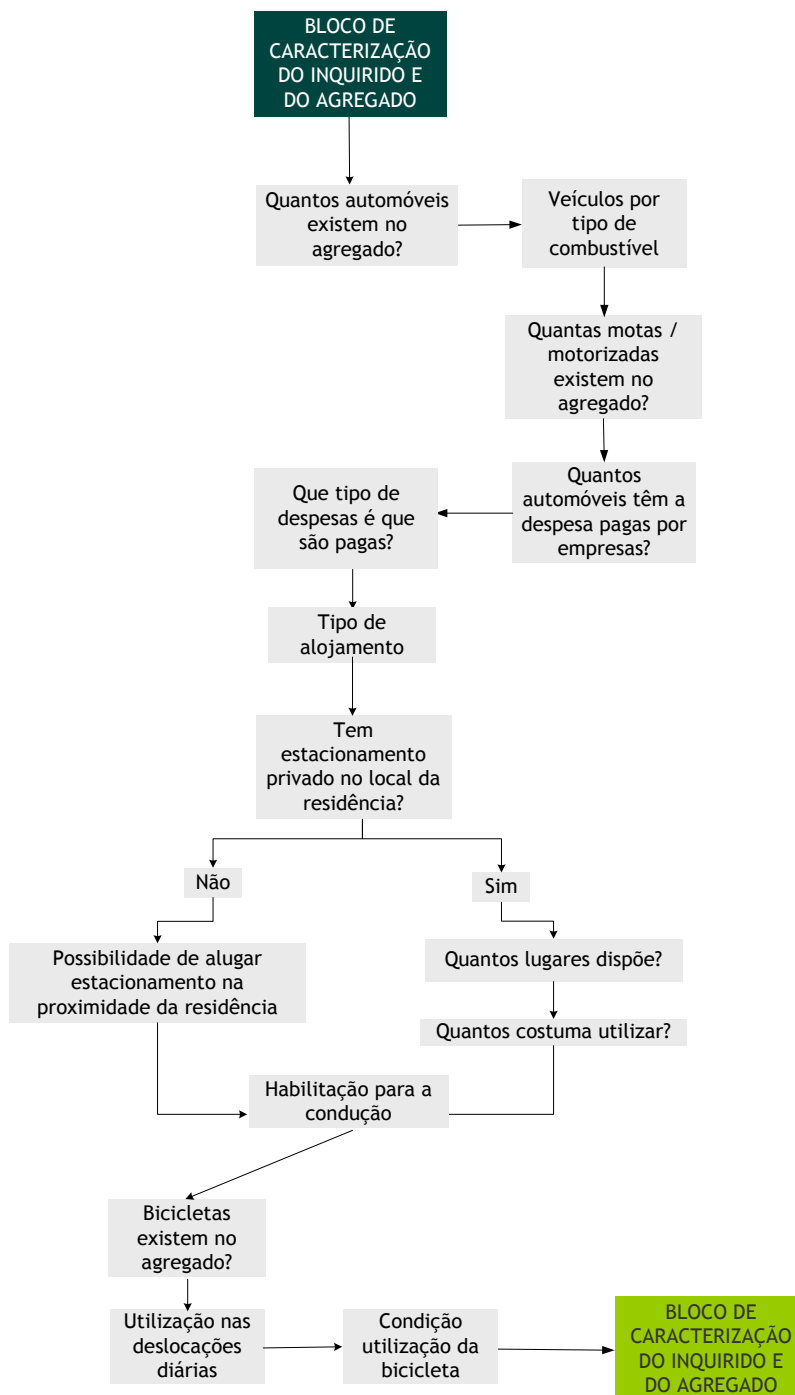 BLOCO DE
CARACTERIZAÇÃO
DO INQUIRIDO E
DO AGREGADO
Quantos automóveis
existem no
agregado?
Veículos por
tipo de
combustível
Quantas motas /
motorizadas
existem no
agregado?
Quantos
automóveis têm a
despesa pagas por
empresas?
Que tipo de
despesas é que
são pagas?
Tipo de
alojamento
Tem
estacionamento
privado no local da
residência?
Não
Sim
Possibilidade de alugar
estacionamento na
proximidade da residência
Quantos lugares dispõe?
Quantos costuma utilizar?
Habilitação para a
condução
Bicicletas
existem no
agregado?
Utilização nas
deslocações
diárias
Condição
utilização da
bicicleta
BLOCO DE
CARACTERIZAÇÃO
DO INQUIRIDO E
DO AGREGADO